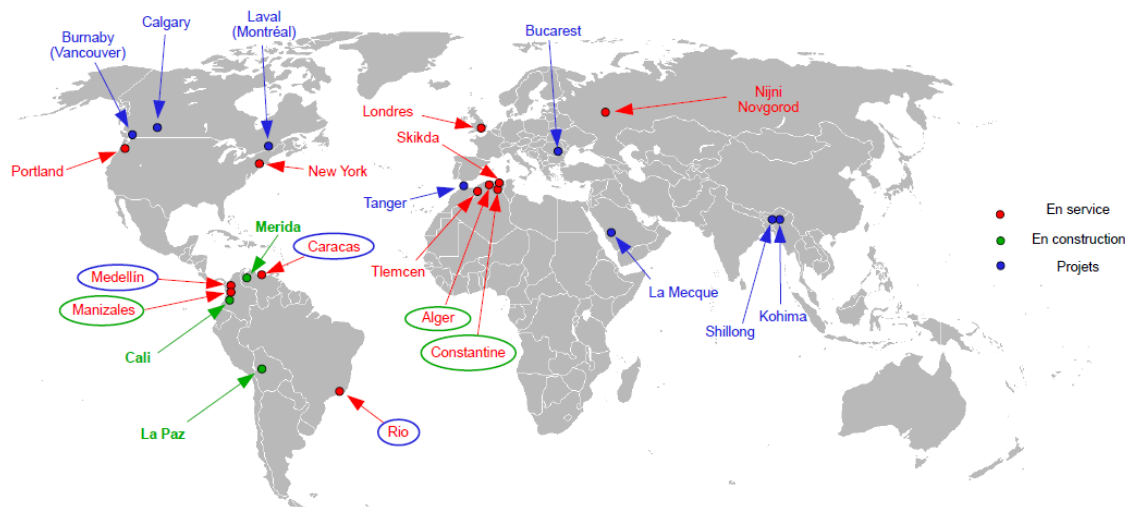 Burnaby
(Vancouver)
Calgary
Laval
(Montréal)
Bucarest
Londres
Skikda
Nijni
Novgorod
Portland
New York
Tanger
Merida
Caracas
Medellín
Manizales
Tlemcen
Alger
Constantine
La Mecque
Shillong
Kohima
Cali
La Paz
Rio
En service
En construction
Projets